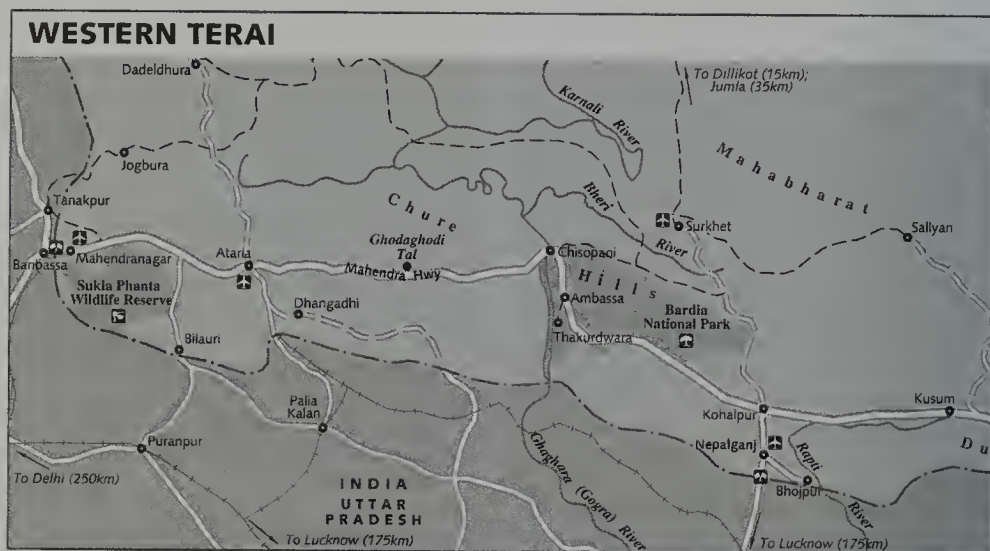 WESTERN TERAI
Dadeldhura
To Dillikot (15km);
Jumla (35km)
Karnali
River
Jogbura
Mahabharat
Tanakpur
Chure
Bheri
Surkhet
Ghodaghodi
Tal
River
Sallyan
Banbassa
Mahendranagar
Ataria
Chisopani
Mahendra Hwy
Hills
Sukla Phanta
Wildlife Reserve
Dhangadhi
Ambassa
Bardia
National Park
Thakurdwara
Bilauri
Palia
Kalan
Kohalpur
Kusum
Puranpur
Nepalganj
Rapti
Du
To Delhi (250km)
Ghaghara
(Gogra)
River
INDIA
UTTAR
PRADESH
Bhojpur
River
To Lucknow (175km)
To Lucknow (175km)